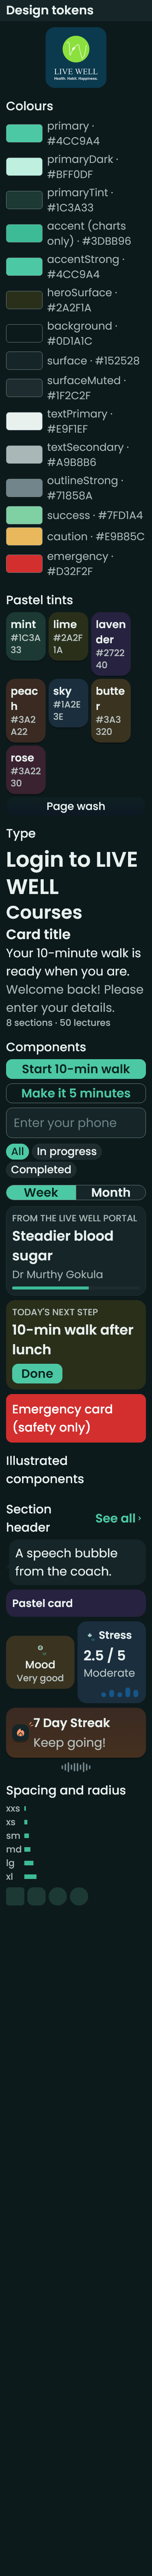 Design tokens
LIVE WELL
Health. Habit. Happiness.
Colours
primary ·
#4CC9A4
primaryDark ·
#BFF0DF
primaryTint ·
#1C3A33
accent (charts
only) · #3DBB96
accentStrong ·
#4CC9A4
heroSurface ·
#2A2F1A
background ·
#0D1A1C
surface · #152528
surfaceMuted ·
#1F2C2F
textPrimary ·
#E9F1EF
textSecondary ·
#A9B8B6
outlineStrong ·
#71858A
success · #7FD1A4
caution · #E9B85C
emergency ·
#D32F2F
Pastel tints
mint
#1C3A
33
lime
#2A2F
1A
laven
der
#2722
40
peac
h
#3A2
A22
sky
#1A2E
3E
butte
r
#3A3
320
rose
#3A22
30
Page wash
Type
Login to LIVE
WELL
Courses
Card title
Your 10-minute walk is
ready when you are.
Welcome back! Please
enter your details.
8 sections · 50 lectures
Components
Start 10-min walk
Make it 5 minutes
Enter your phone
All
In progress
Completed
Week
Month
FROM THE LIVE WELL PORTAL
Steadier blood
sugar
Dr Murthy Gokula
TODAY'S NEXT STEP
10-min walk after
lunch
Done
Emergency card
(safety only)
Illustrated
components
Section
header
See all ›
A speech bubble
from the coach.
Pastel card
Mood
Very good
Stress
2.5 / 5
Moderate
7 Day Streak
Keep going!
Spacing and radius
xxs
xs
sm
md
lg
xl